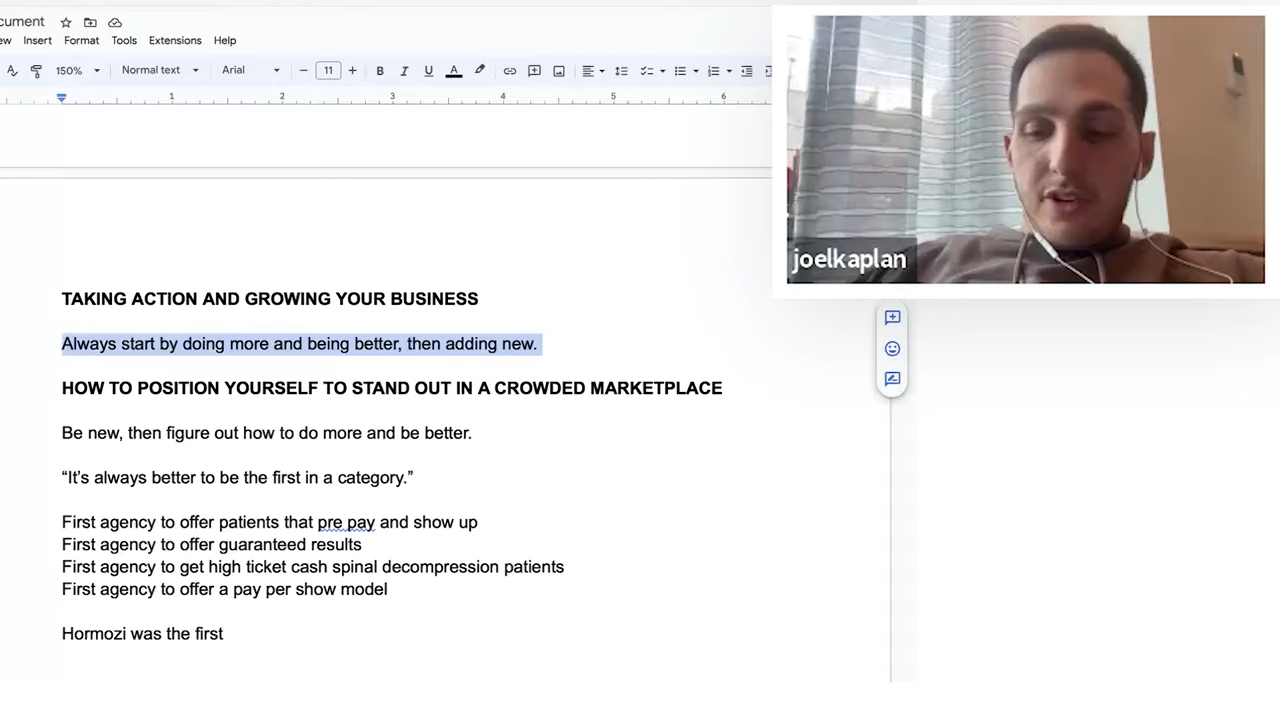 cument
ew Insert Format Tools Extensions Help
150% Normal text Arial 11 B I U A
1 2 3 4 5 6
joelkaplan
TAKING ACTION AND GROWING YOUR BUSINESS
Always start by doing more and being better, then adding new.
HOW TO POSITION YOURSELF TO STAND OUT IN A CROWDED MARKETPLACE
Be new, then figure out how to do more and be better.
“It’s always better to be the first in a category.”
First agency to offer patients that pre pay and show up
First agency to offer guaranteed results
First agency to get high ticket cash spinal decompression patients
First agency to offer a pay per show model
Hormozi was the first